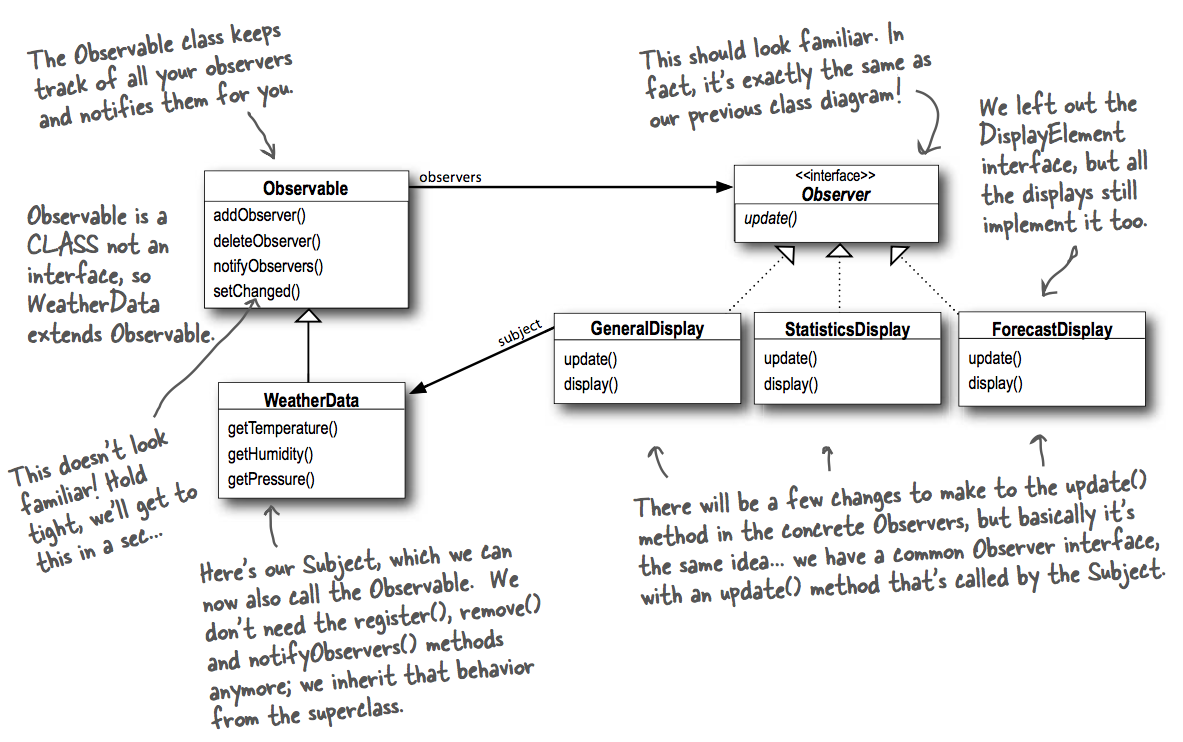 The Observable class keeps
track of all your observers
and notifies them for you.
This should look familiar. In
fact, it's exactly the same as
our previous class diagram!
We left out the
DisplayElement
interface, but all
the displays still
implement it too.
Observable is a
CLASS not an
interface, so
WeatherData
extends Observable.
Observable
addObserver()
deleteObserver()
notifyObservers()
setChanged()
observers
<<interface>>
Observer
update()
subject
GeneralDisplay
update()
display()
StatisticsDisplay
update()
display()
ForecastDisplay
update()
display()
WeatherData
getTemperature()
getHumidity()
getPressure()
This doesn't look
familiar! Hold
tight, we'll get to
this in a sec...
Here's our Subject, which we can
now also call the Observable. We
don't need the register(), remove()
and notifyObservers() methods
anymore; we inherit that behavior
from the superclass.
There will be a few changes to make to the update()
method in the concrete Observers, but basically it's
the same idea... we have a common Observer interface,
with an update() method that's called by the Subject.